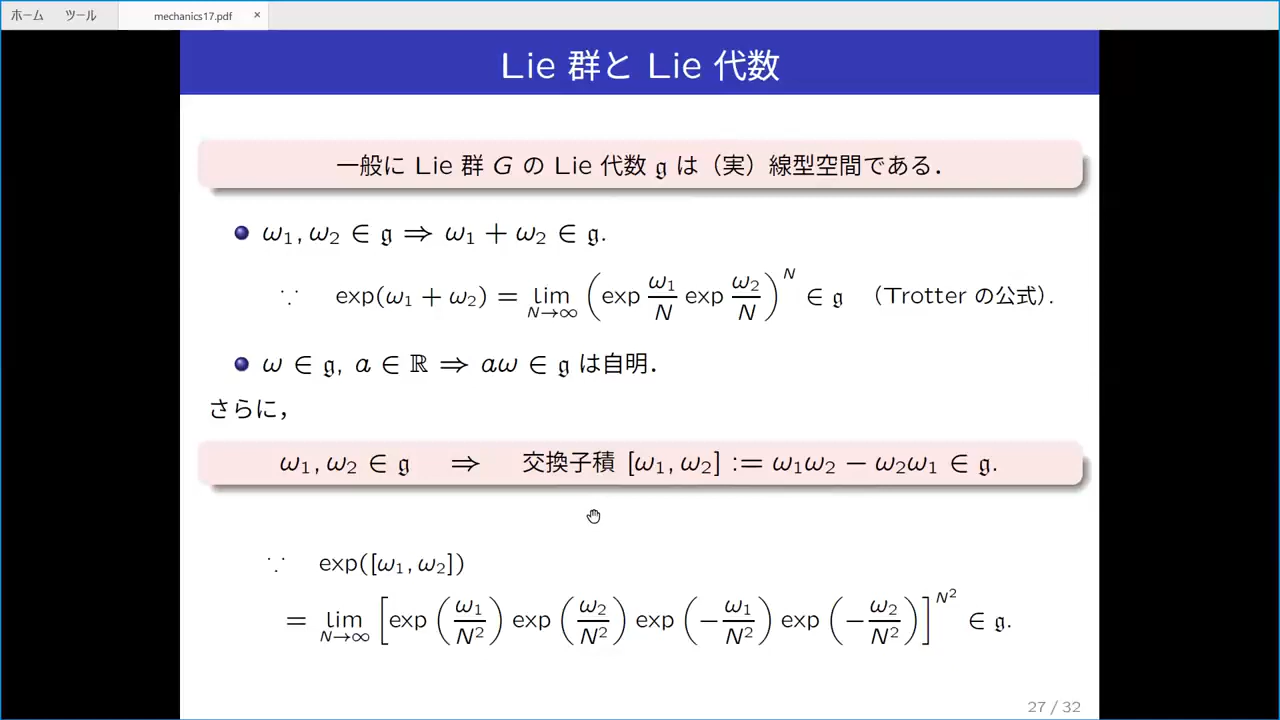 ホーム ツール mechanics17.pdf ×
Lie 群と Lie 代数
一般に Lie 群 G の Lie 代数 𝔤 は（実）線型空間である．
ω₁, ω₂ ∈ 𝔤 ⇒ ω₁ + ω₂ ∈ 𝔤.
∵ exp(ω₁ + ω₂) = lim_{N→∞} (exp ω₁/N exp ω₂/N)^N ∈ 𝔤 （Trotter の公式）.
ω ∈ 𝔤, a ∈ ℝ ⇒ aω ∈ 𝔤 は自明．
さらに，
ω₁, ω₂ ∈ 𝔤 ⇒ 交換子積 [ω₁, ω₂] := ω₁ω₂ − ω₂ω₁ ∈ 𝔤.
∵ exp([ω₁, ω₂])
= lim_{N→∞} [exp (ω₁/N²) exp (ω₂/N²) exp (−ω₁/N²) exp (−ω₂/N²)]^{N²} ∈ 𝔤.
27 / 32